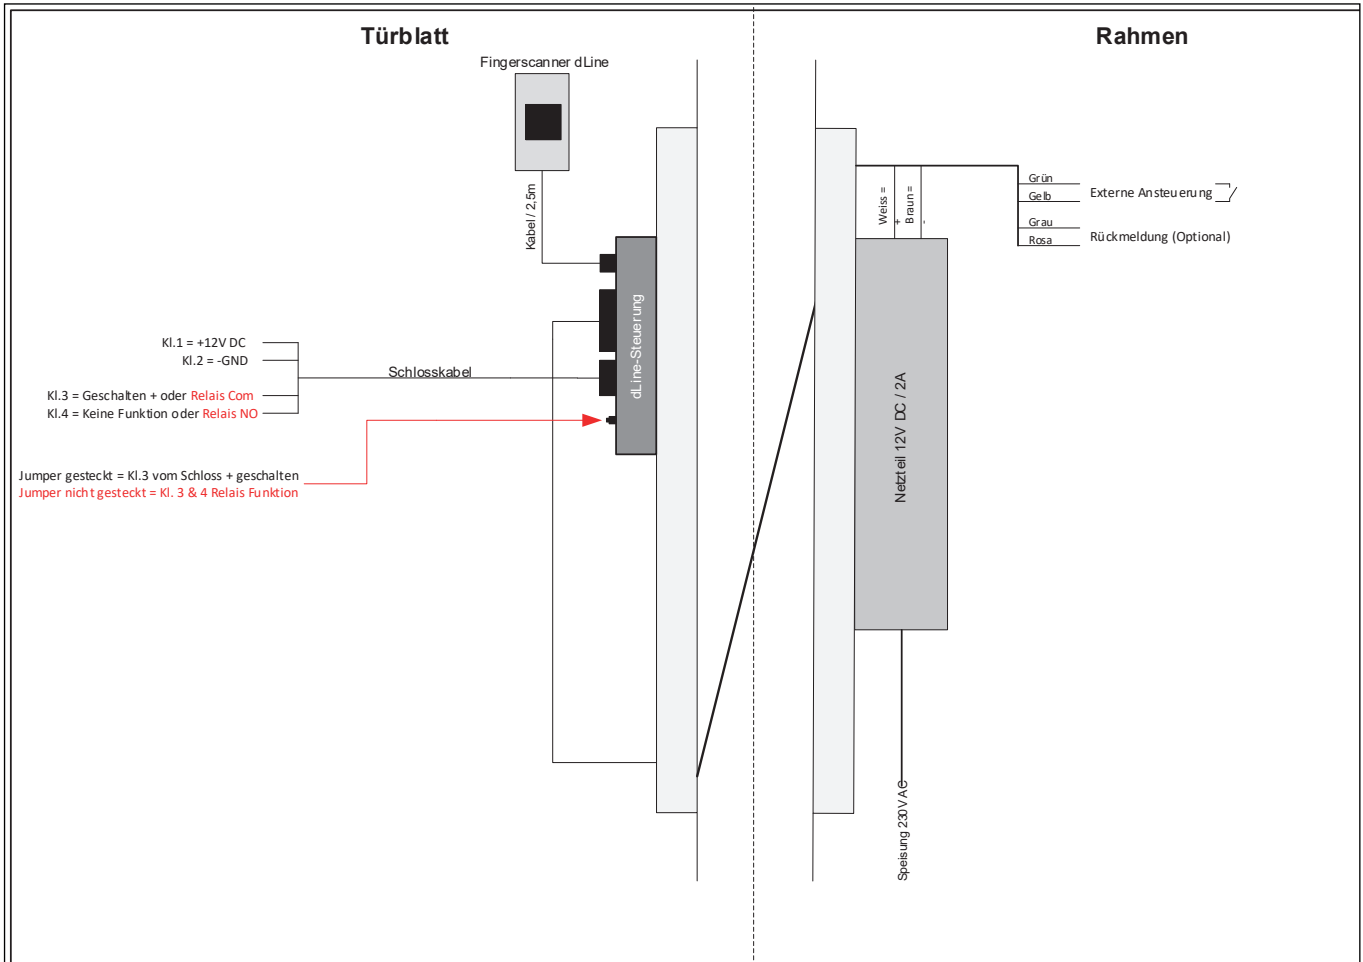 Türblatt
Rahmen
Fingerscanner dLine
Kabel / 2,5m
dLine-Steuerung
Kl.1 = +12V DC
Kl.2 = -GND
Schlosskabel
Kl.3 = Geschalten + oder Relais Com
Kl.4 = Keine Funktion oder Relais NO
Jumper gesteckt = Kl.3 vom Schloss + geschalten
Jumper nicht gesteckt = Kl. 3 & 4 Relais Funktion
Weiss = +
Braun = -
Grün
Gelb
Externe Ansteuerung
Grau
Rosa
Rückmeldung (Optional)
Netzteil 12V DC / 2A
Speisung 230V AC